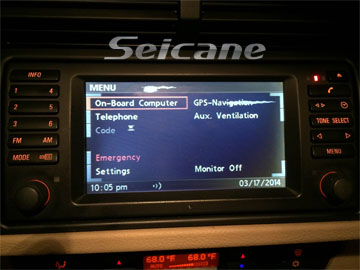 Seicane
INFO
1 4
2 5
3 6
FM AM
MODE
MENU
On-Board Computer GPS-Navigation
Telephone Aux. Ventilation
Code
Emergency
Settings Monitor Off
10:05 pm 03/17/2014
TONE SELECT
MENU
68.0 °F 68.0 °F
AUTO